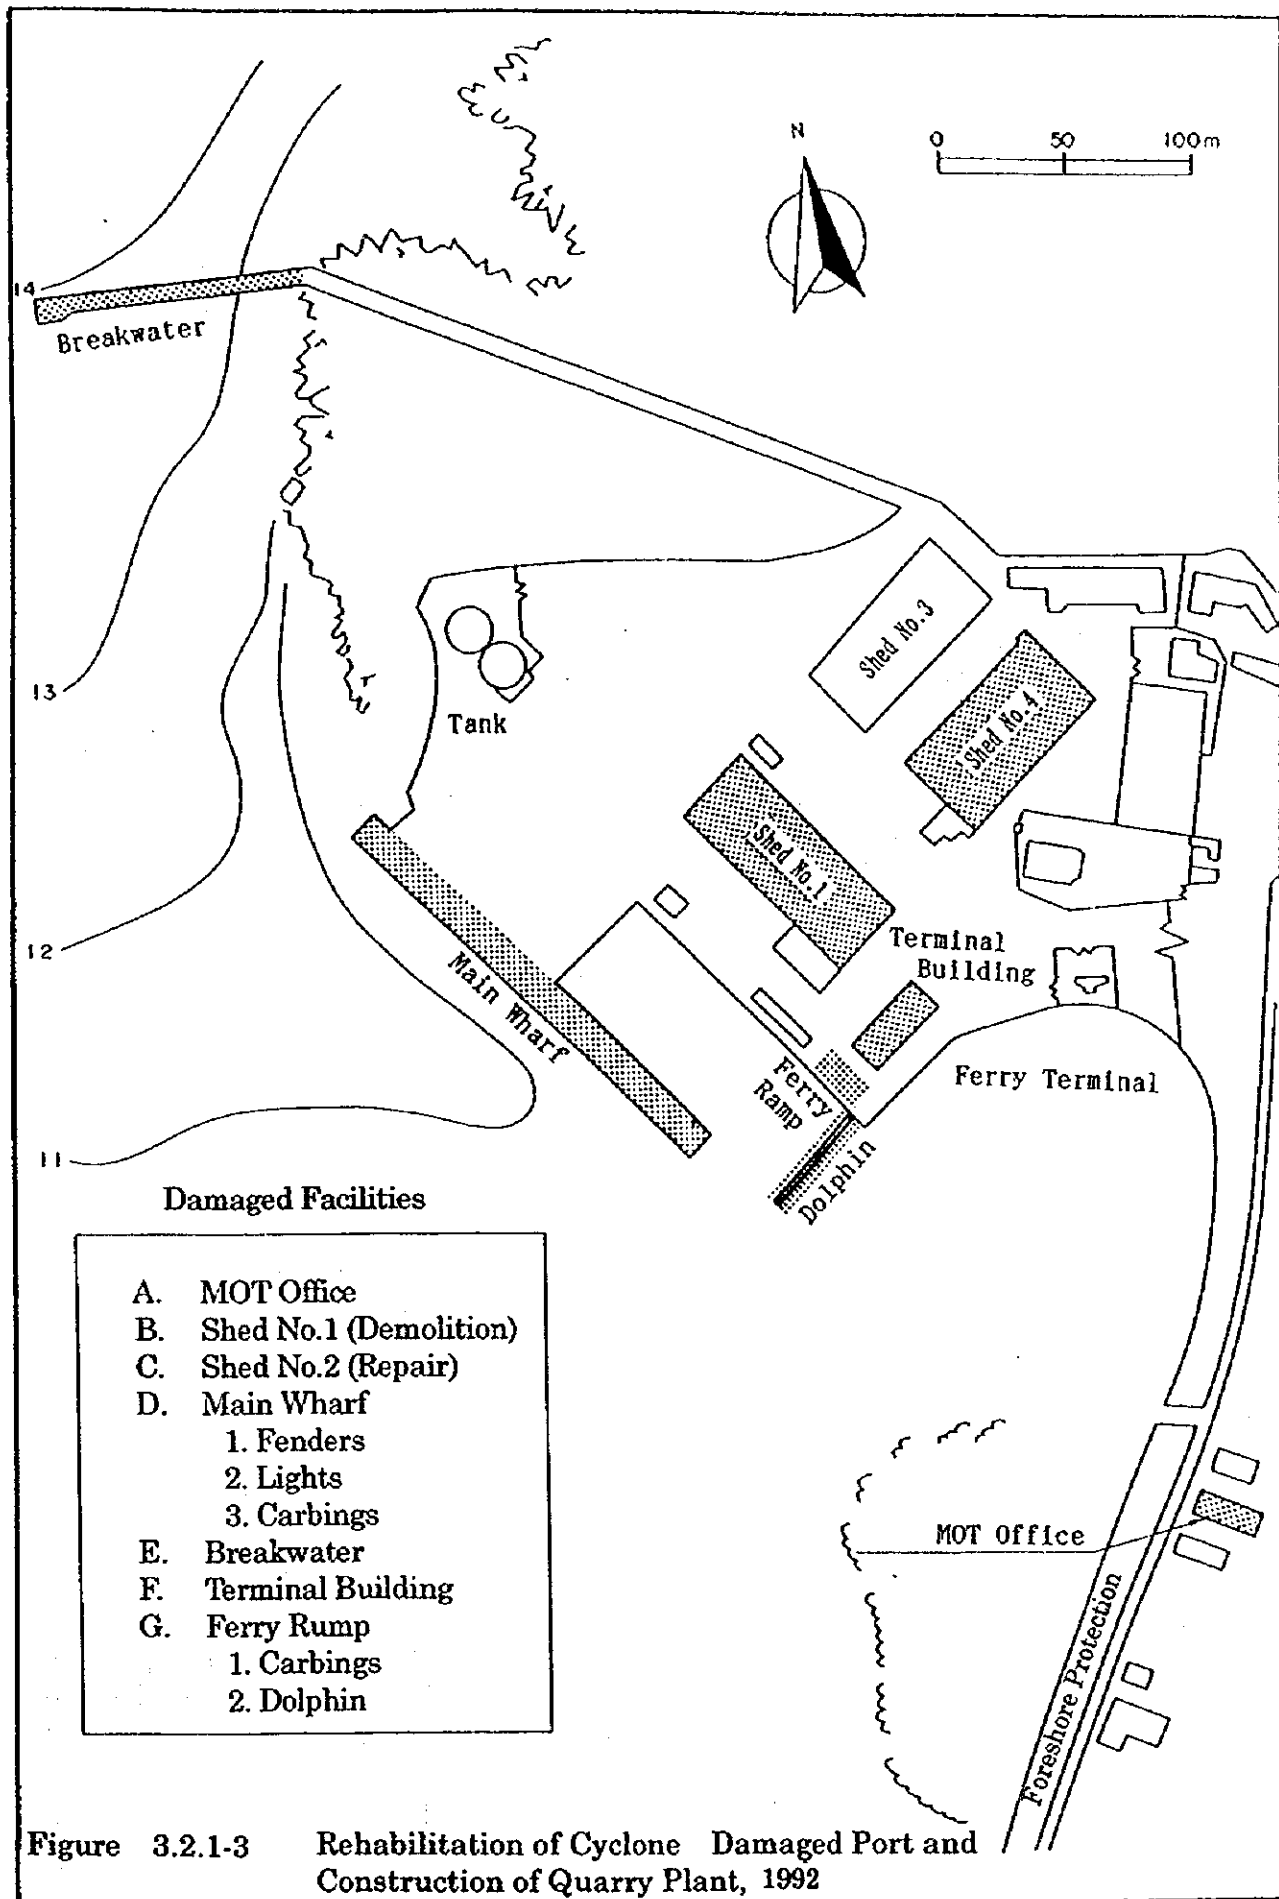 N
0 50 100m
14
Breakwater
Shed No.3
13
Tank
Shed No.4
Shed No.1
12
Main Wharf
Terminal
Building
Ferry
Ramp
Ferry Terminal
Dolphin
11
Damaged Facilities
A. MOT Office
B. Shed No.1 (Demolition)
C. Shed No.2 (Repair)
D. Main Wharf
1. Fenders
2. Lights
3. Carbings
E. Breakwater
F. Terminal Building
G. Ferry Rump
1. Carbings
2. Dolphin
MOT Office
Foreshore Protection
Figure 3.2.1-3 Rehabilitation of Cyclone Damaged Port and
Construction of Quarry Plant, 1992